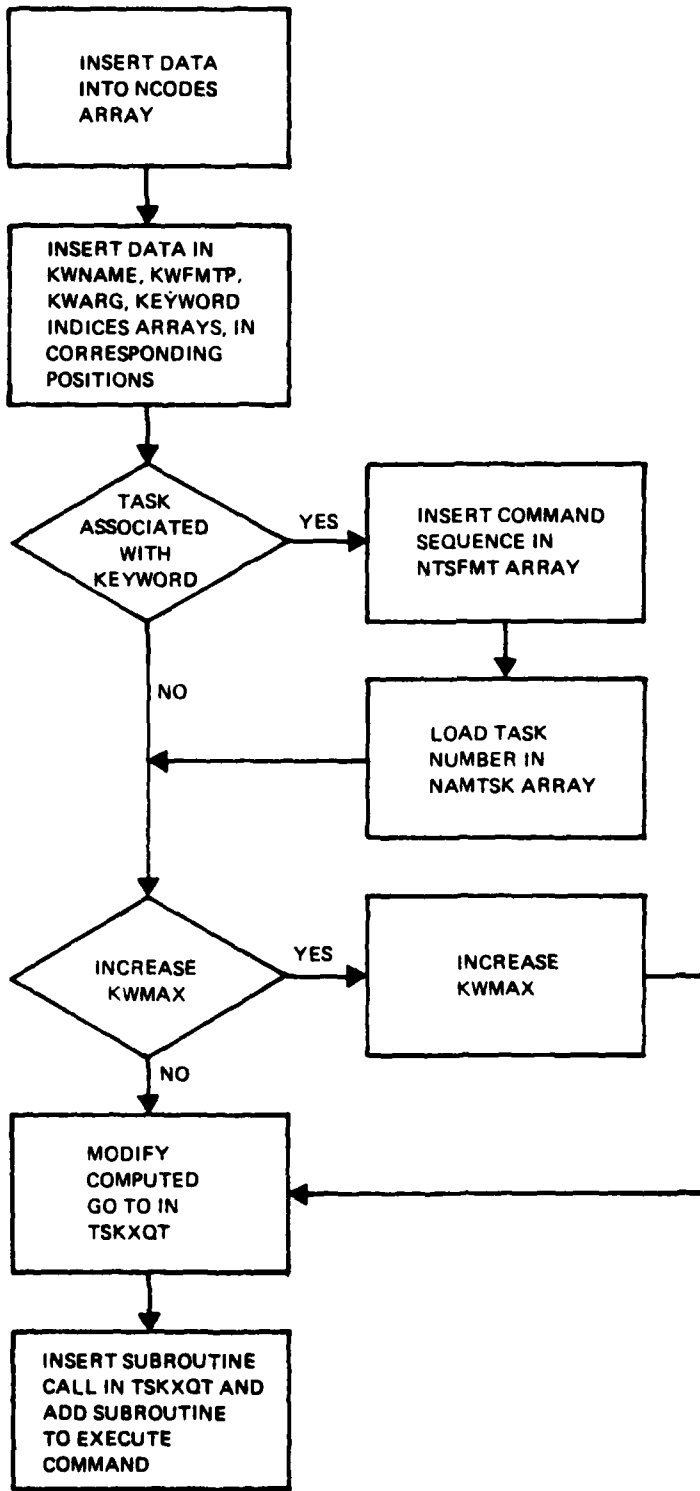 INSERT DATA
INTO NCODES
ARRAY
INSERT DATA IN
KWNAME, KWFMTP,
KWARG, KEYWORD
INDICES ARRAYS, IN
CORRESPONDING
POSITIONS
TASK
ASSOCIATED
WITH
KEYWORD
YES
INSERT COMMAND
SEQUENCE IN
NTSFMT ARRAY
NO
LOAD TASK
NUMBER IN
NAMTSK ARRAY
INCREASE
KWMAX
YES
INCREASE
KWMAX
NO
MODIFY
COMPUTED
GO TO IN
TSKXQT
INSERT SUBROUTINE
CALL IN TSKXQT AND
ADD SUBROUTINE
TO EXECUTE
COMMAND